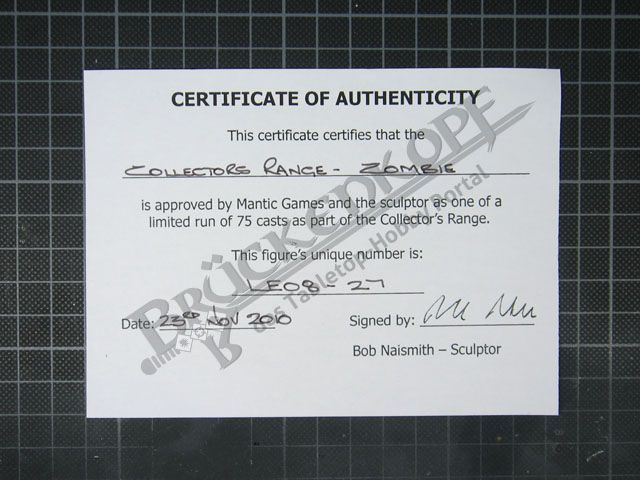 CERTIFICATE OF AUTHENTICITY
This certificate certifies that the
COLLECTORS RANGE - ZOMBIE
is approved by Mantic Games and the sculptor as one of a
limited run of 75 casts as part of the Collector's Range.
This figure's unique number is:
LE08 - 27
Date: 23RD NOV 2010
Signed by:
Bob Naismith – Sculptor
BRÜCKENKOPF
das Tabletop-Hobby Portal